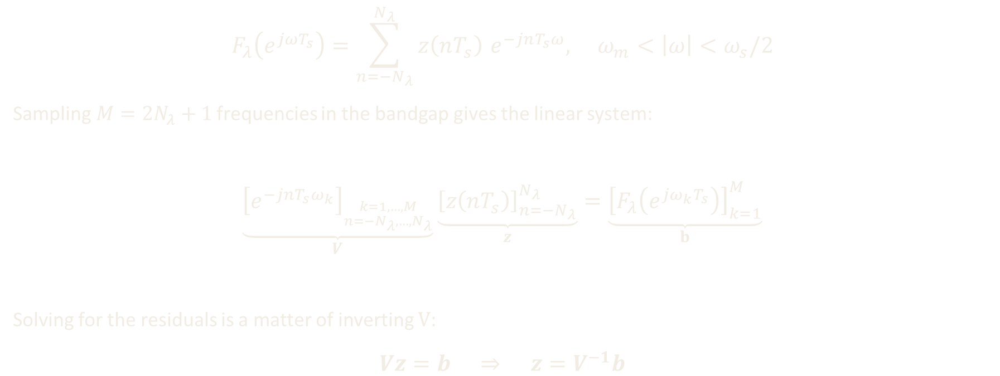 F_λ(e^{jωT_s}) = ∑_{n=−N_λ}^{N_λ} z(nT_s) e^{−jnT_sω},   ω_m < |ω| < ω_s/2
Sampling M = 2N_λ + 1 frequencies in the bandgap gives the linear system:
[e^{−jnT_sω_k}]_{k=1,…,M n=−N_λ,…,N_λ} [z(nT_s)]_{n=−N_λ}^{N_λ} = [F_λ(e^{jω_kT_s})]_{k=1}^{M}
V z b
Solving for the residuals is a matter of inverting V:
Vz = b ⇒ z = V^{−1}b